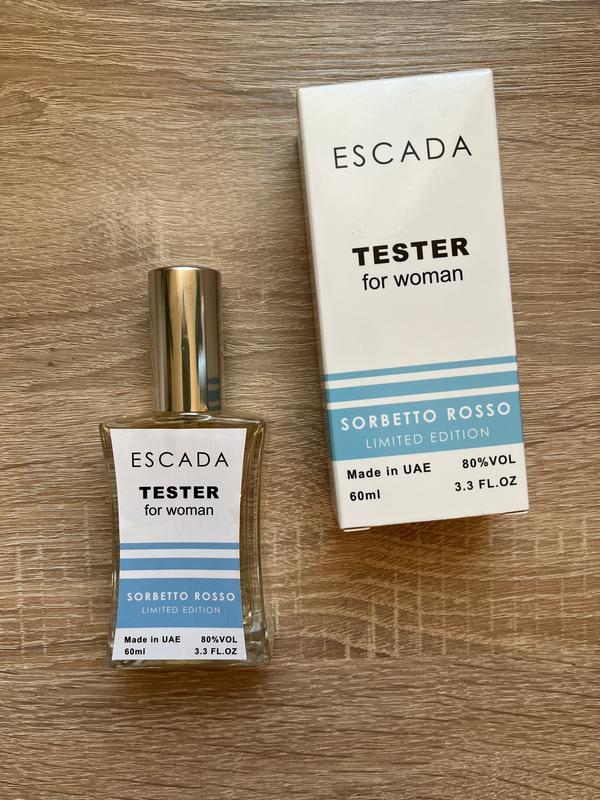 ESCADA
TESTER
for woman
SORBETTO ROSSO
LIMITED EDITION
Made in UAE 80%VOL
60ml 3.3 FL.OZ
ESCADA
TESTER
for woman
SORBETTO ROSSO
LIMITED EDITION
Made in UAE 80%VOL
60ml 3.3 FL.OZ